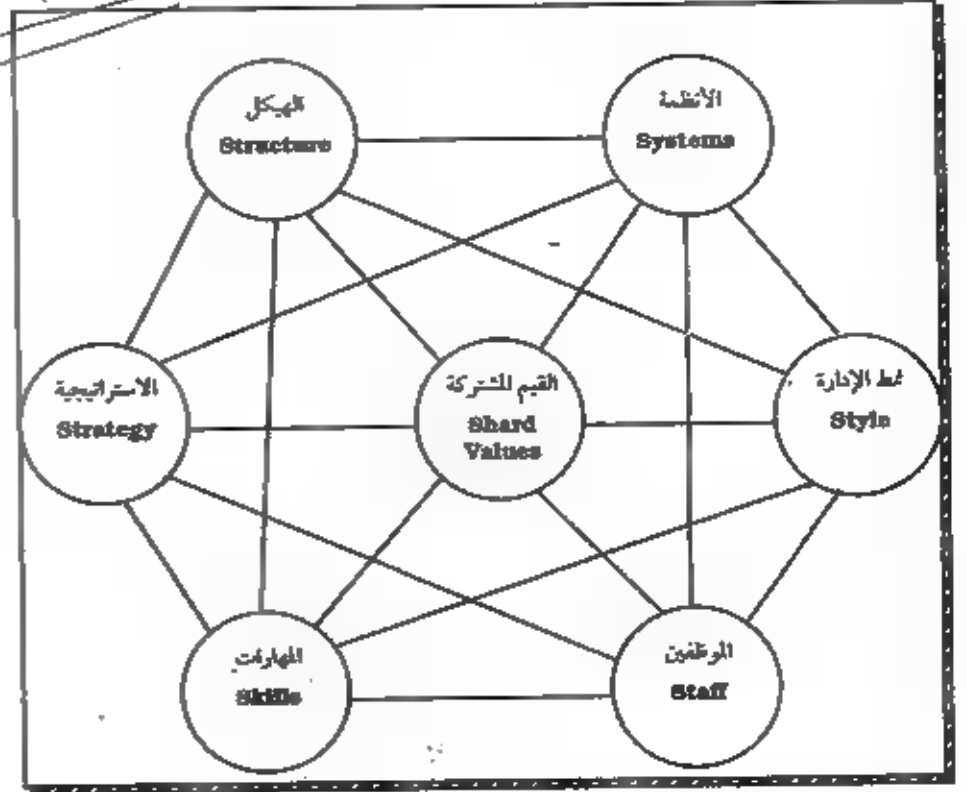 الهيكل
Structure
الأنظمة
Systems
الاستراتيجية
Strategy
القيم المشتركة
Shard
Values
نمط الإدارة
Style
المهارات
Skills
الموظفين
Staff